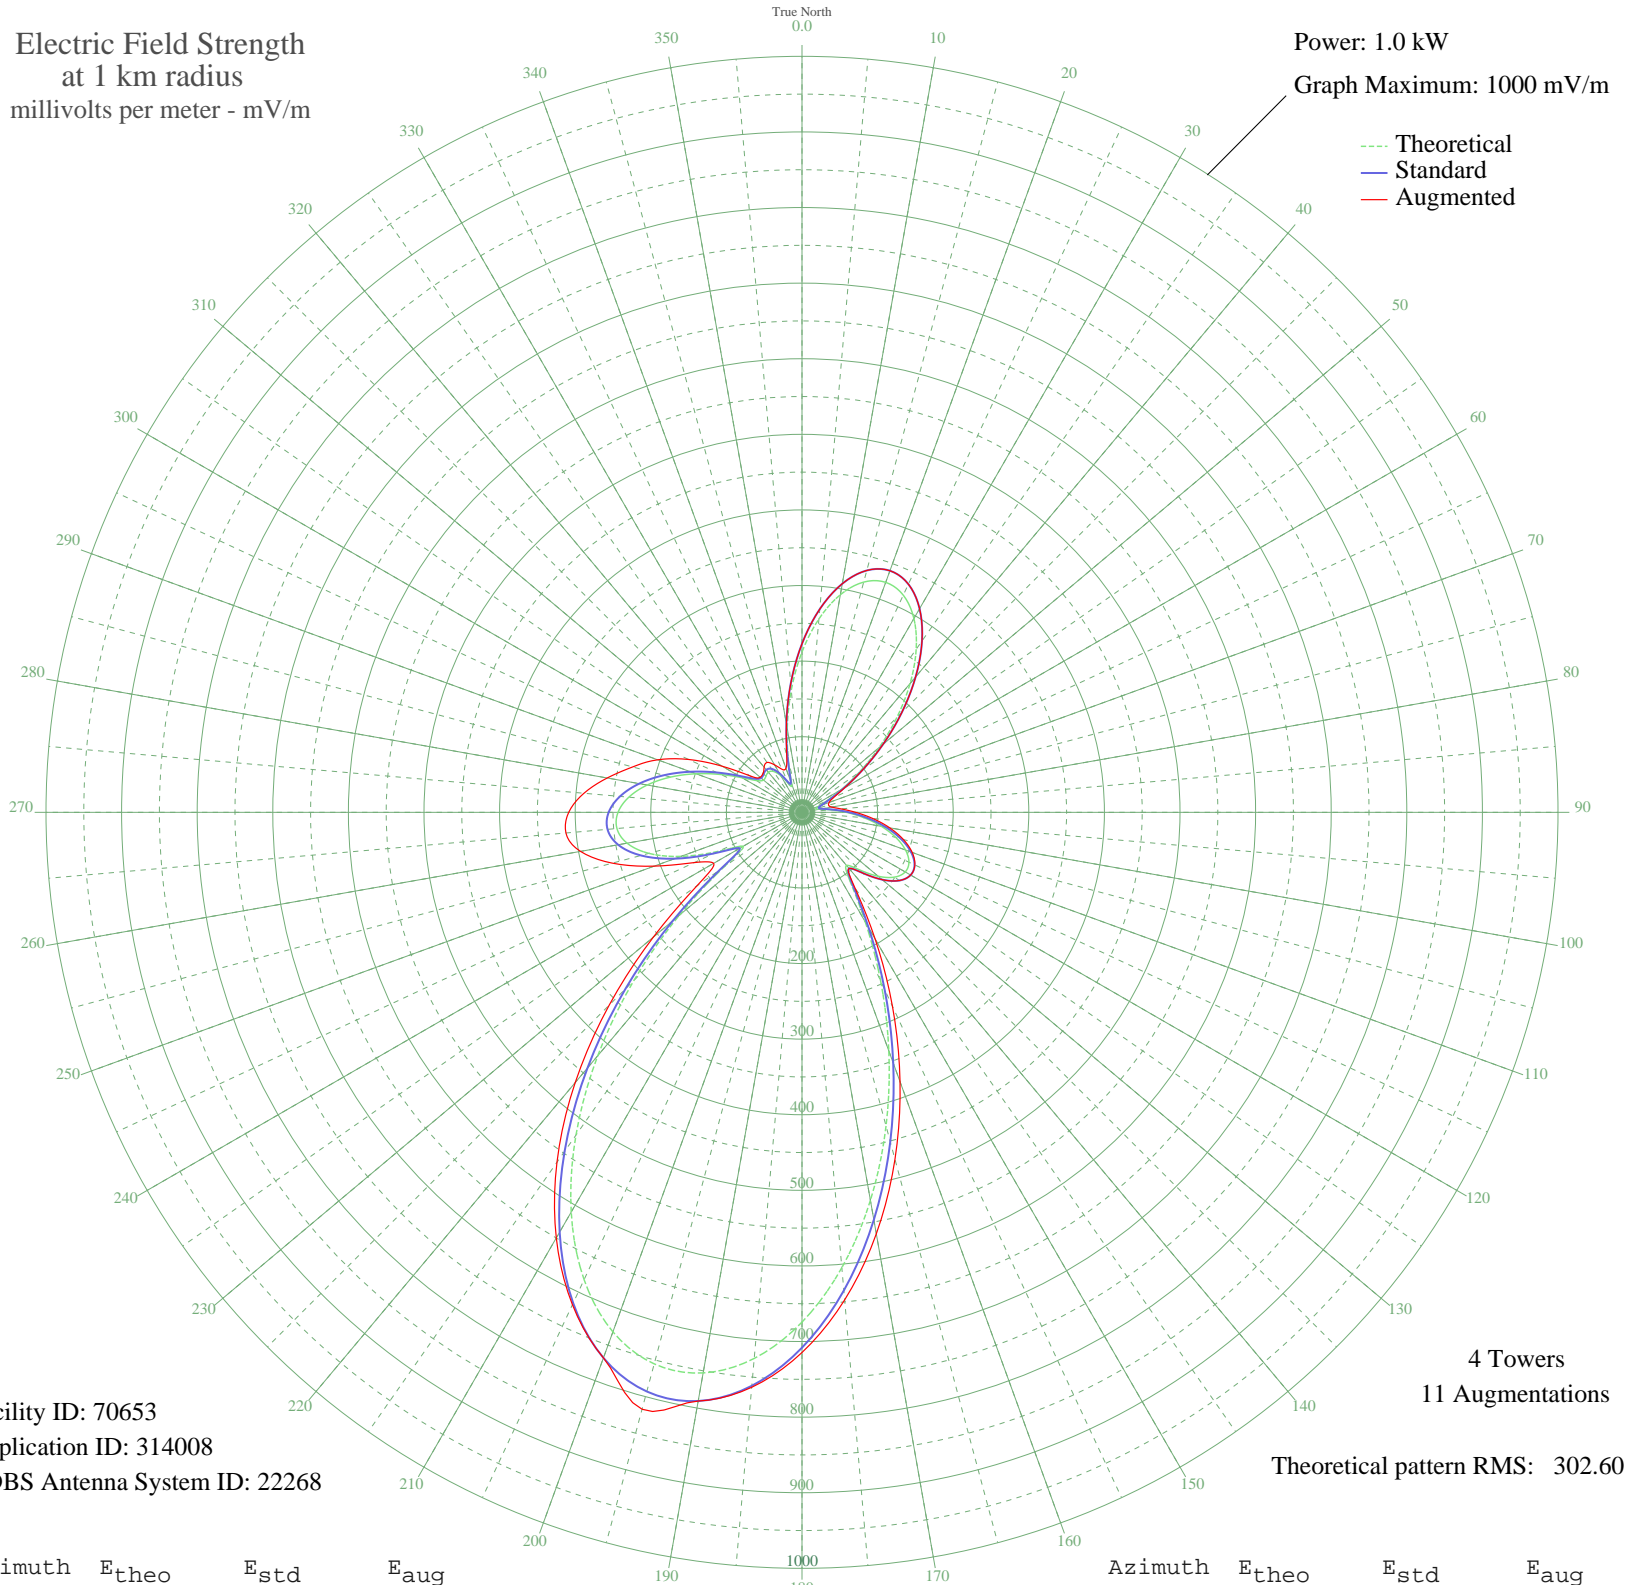 True North
0.0
Electric Field Strength
at 1 km radius
millivolts per meter - mV/m
Power: 1.0 kW
Graph Maximum: 1000 mV/m
Theoretical
Standard
Augmented
350
10
340
20
330
30
320
40
310
50
300
60
290
70
280
80
270
90
260
100
250
110
240
120
230
130
220
140
210
150
200
160
190
170
200
300
400
500
600
700
800
900
1000
4 Towers
11 Augmentations
Theoretical pattern RMS: 302.60
cility ID: 70653
plication ID: 314008
DBS Antenna System ID: 22268
imuth Etheo Estd Eaug
Azimuth Etheo Estd Eaug